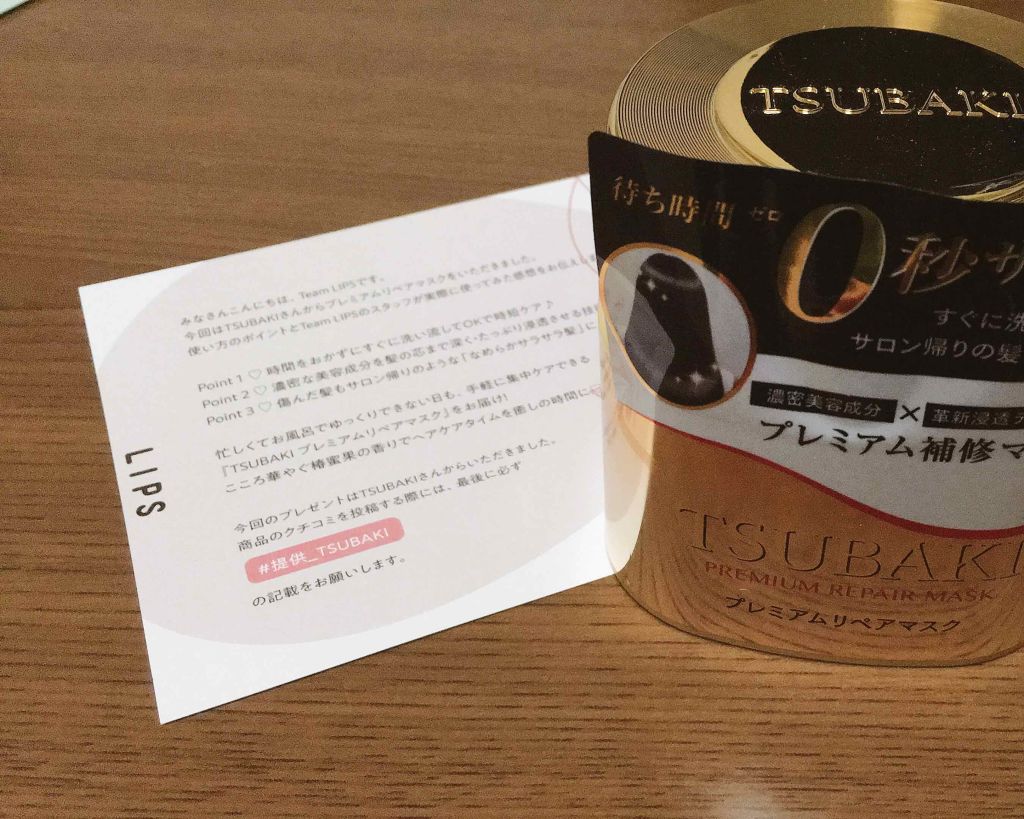 みなさんこんにちは、Team LIPSです。
今回はTSUBAKIさんからプレミアムリペアマスクをいただきました。
使い方のポイントとTeam LIPSのスタッフが実際に使ってみた感想をお伝え
Point 1 ♡ 時間をおかずにすぐに洗い流してOKで時短ケア♪
Point 2 ♡ 濃密な美容成分を髪の芯まで深く・たっぷり浸透させる
Point 3 ♡ 傷んだ髪もサロン帰りのような「なめらかサラサラ髪」に
忙しくてお風呂でゆっくりできない日も、手軽に集中ケアできる
『TSUBAKI プレミアムリペアマスク』をお届け!
こころ華やぐ椿蜜果の香りでヘアケアタイムを癒しの時間に
今回のプレゼントはTSUBAKIさんからいただきました。
商品のクチコミを投稿する際には、最後に必ず
#提供_TSUBAKI
の記載をお願いします。
LIPS
TSUBAKI
待ち時間 ゼロ 0秒サ
すぐに洗
サロン帰りの髪
濃密美容成分 × 革新浸透テ
プレミアム補修マ
TSUBAKI
PREMIUM REPAIR MASK
プレミアムリペアマスク